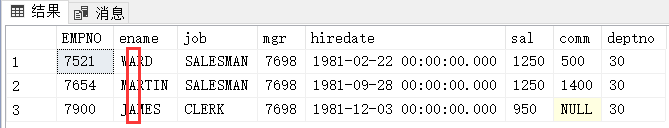 结果 消息
EMPNO ename job mgr hiredate sal comm deptno
1 7521 WARD SALESMAN 7698 1981-02-22 00:00:00.000 1250 500 30
2 7654 MARTIN SALESMAN 7698 1981-09-28 00:00:00.000 1250 1400 30
3 7900 JAMES CLERK 7698 1981-12-03 00:00:00.000 950 NULL 30